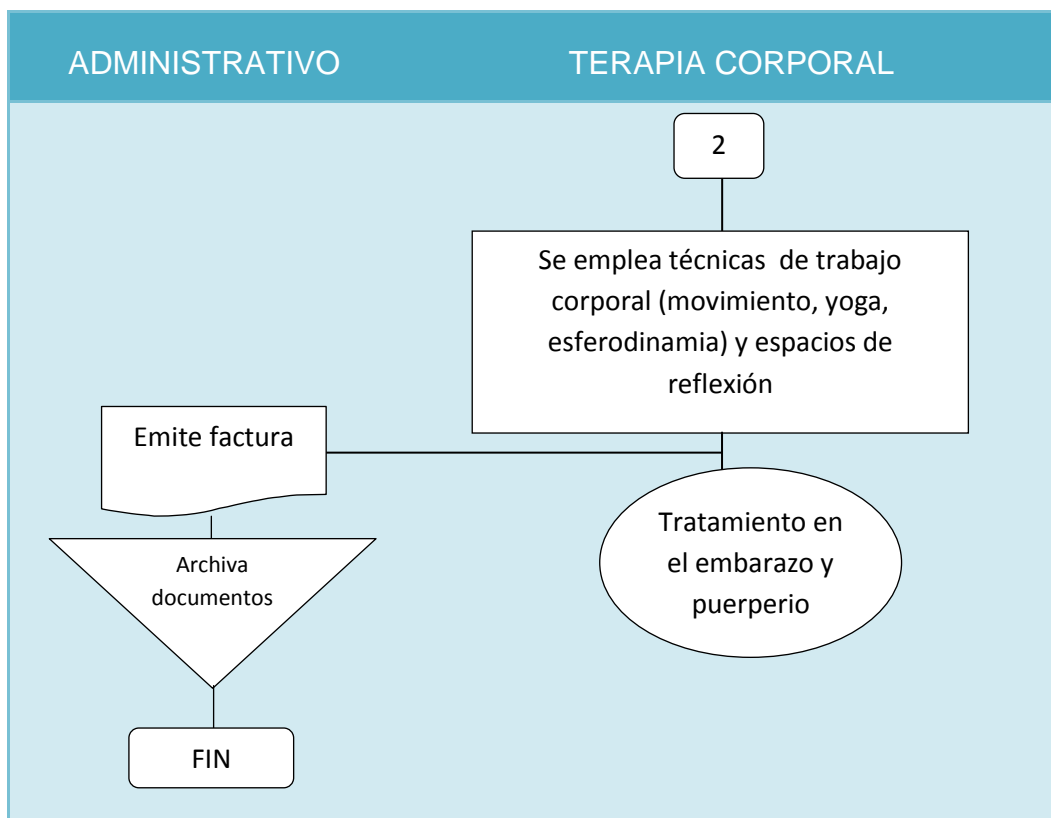 ADMINISTRATIVO
TERAPIA CORPORAL
2
Se emplea técnicas de trabajo
corporal (movimiento, yoga,
esferodinamia) y espacios de
reflexión
Emite factura
Tratamiento en
el embarazo y
puerperio
Archiva
documentos
FIN